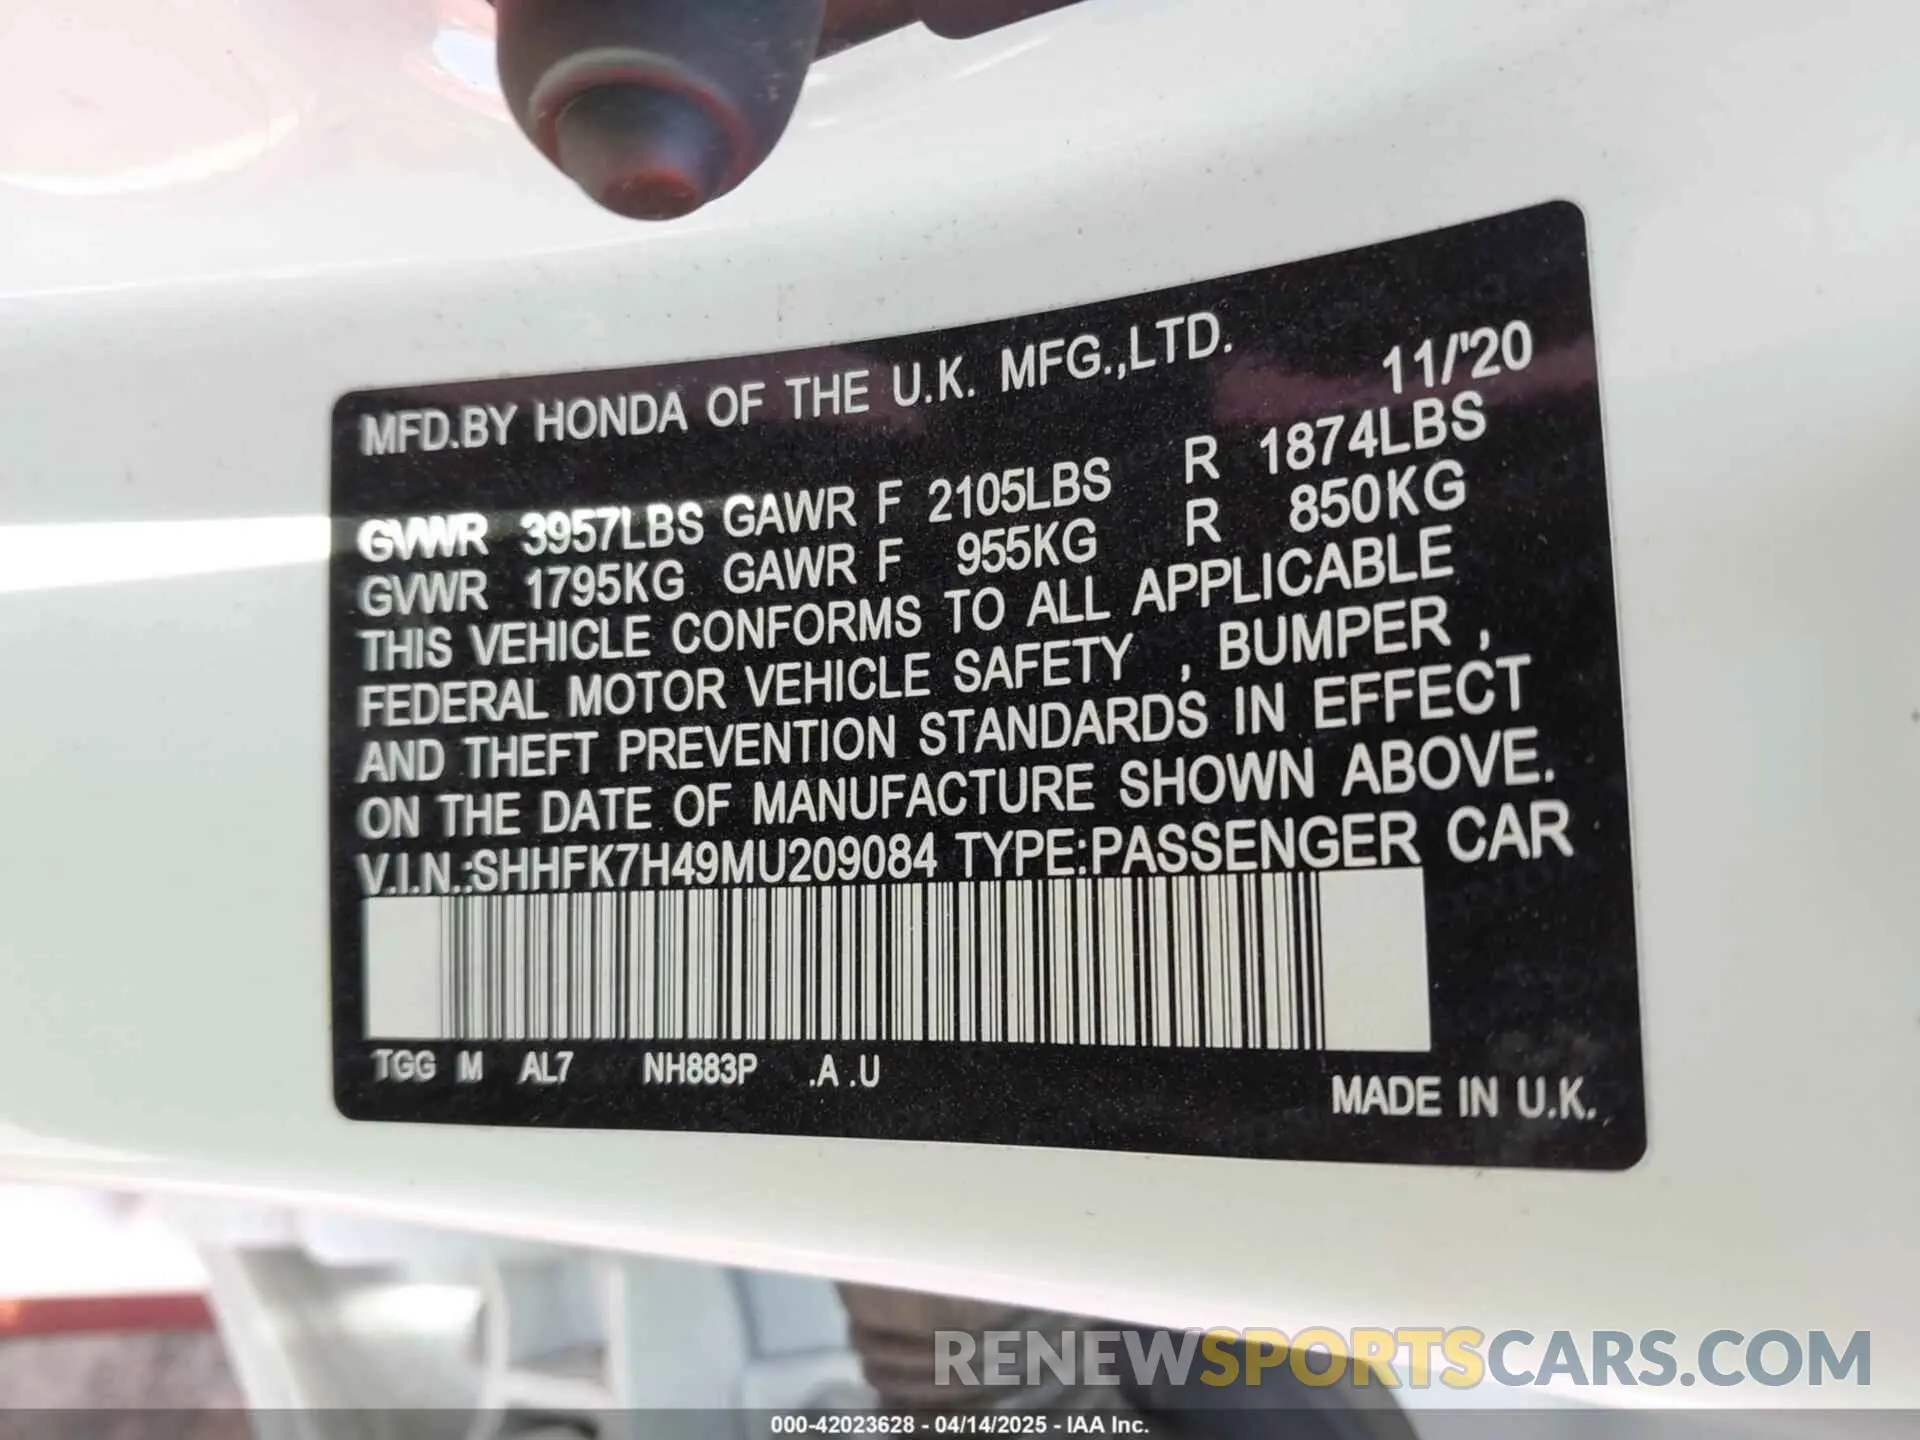 MFD.BY HONDA OF THE U.K. MFG.,LTD. 11/'20
GVWR 3957LBS GAWR F 2105LBS R 1874LBS
GVWR 1795KG GAWR F 955KG R 850KG
THIS VEHICLE CONFORMS TO ALL APPLICABLE
FEDERAL MOTOR VEHICLE SAFETY , BUMPER ,
AND THEFT PREVENTION STANDARDS IN EFFECT
ON THE DATE OF MANUFACTURE SHOWN ABOVE.
V.I.N.:SHHFK7H49MU209084 TYPE:PASSENGER CAR
TGG M AL7 NH883P .A .U
MADE IN U.K.
RENEWSPORTSCARS.COM
000-42023628 - 04/14/2025 - IAA Inc.